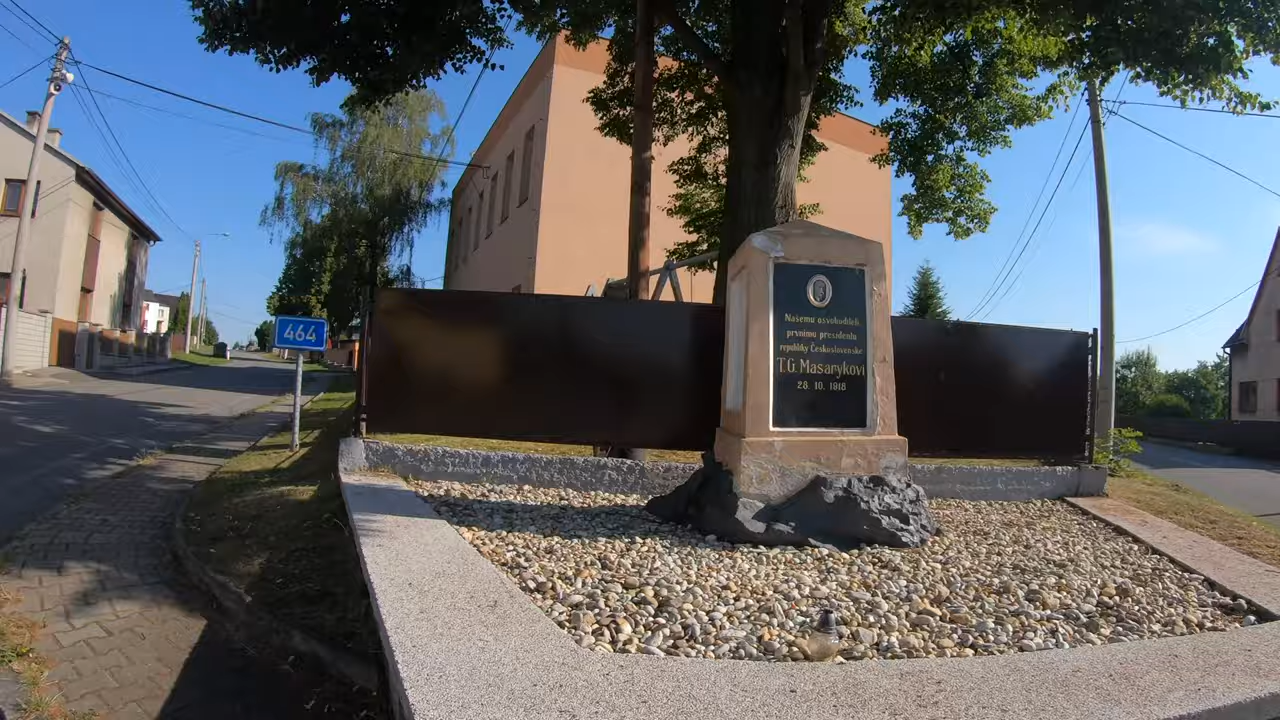 464
Našemu osvoboditeli
prvnímu presidentu
republiky Československé
T.G. Masarykovi
28. 10. 1918